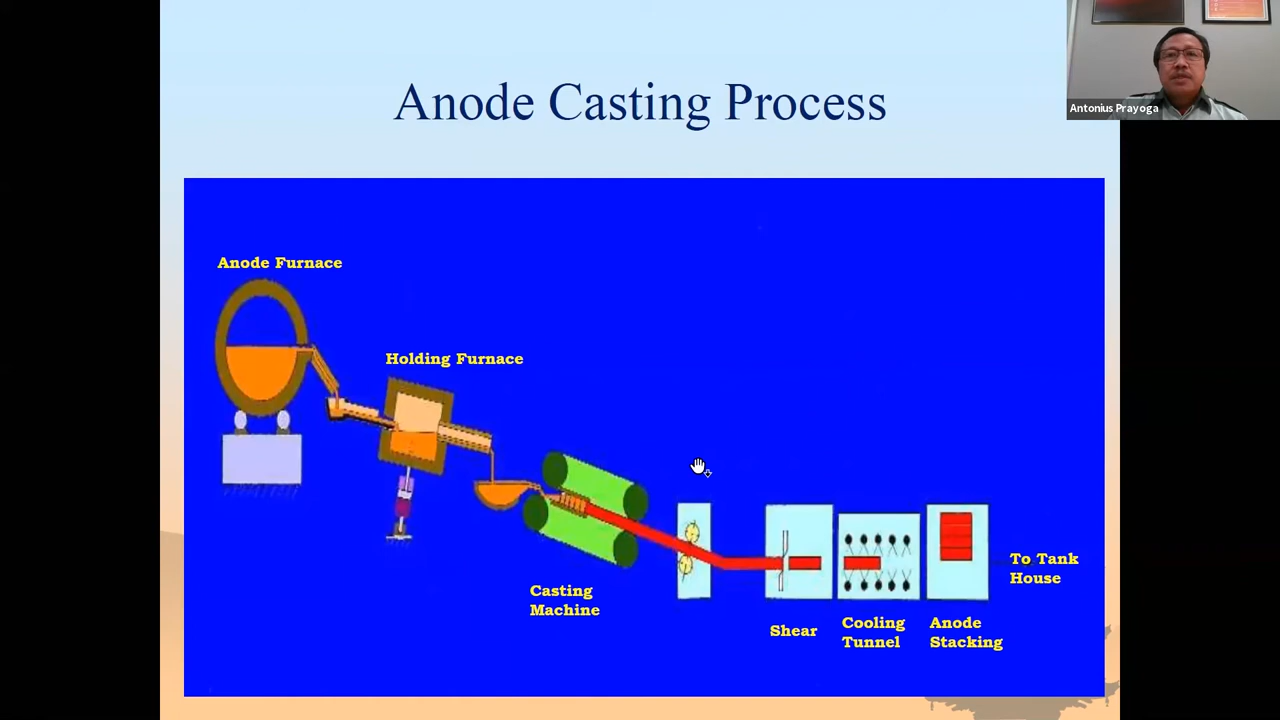 Anode Casting Process
Antonius Prayoga
Anode Furnace
Holding Furnace
Casting
Machine
Shear
Cooling
Tunnel
Anode
Stacking
To Tank
House